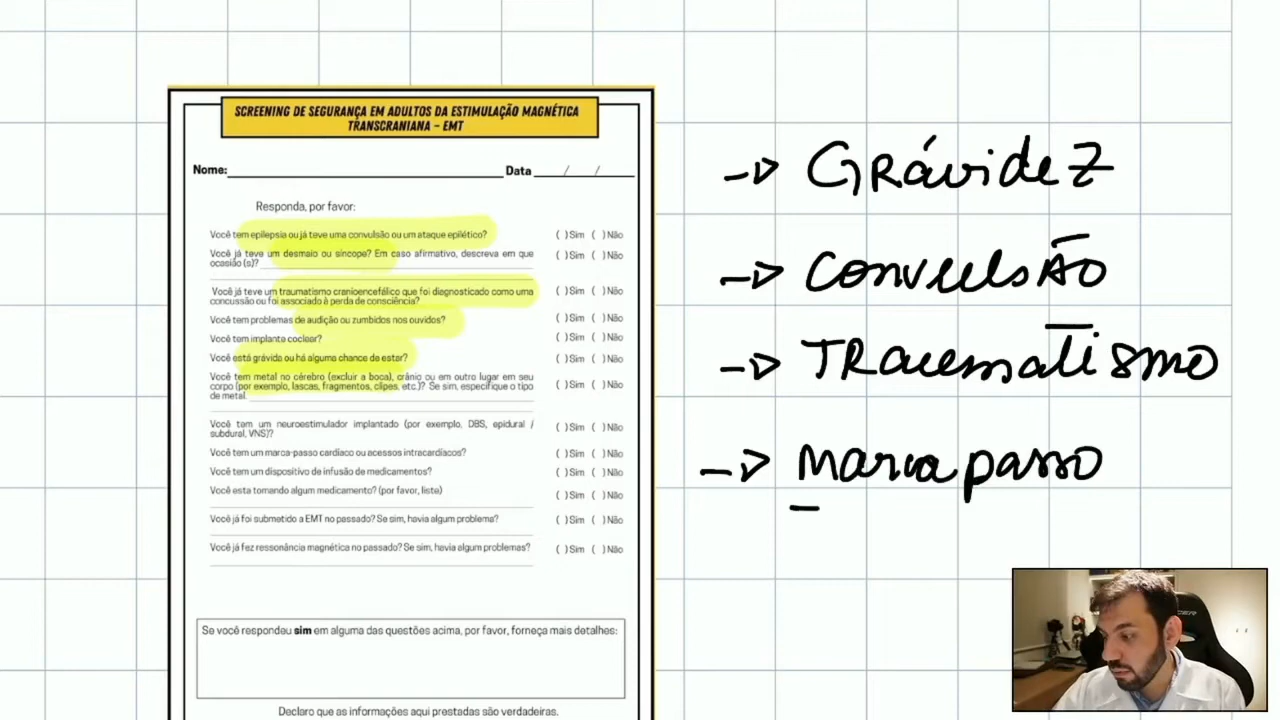 SCREENING DE SEGURANÇA EM ADULTOS DA ESTIMULAÇÃO MAGNÉTICA
TRANSCRANIANA - EMT
Nome: Data / /
Responda, por favor:
Você tem epilepsia ou já teve uma convulsão ou um ataque epilético? ( ) Sim ( ) Não
Você já teve um desmaio ou síncope? Em caso afirmativo, descreva em que ( ) Sim ( ) Não
ocasião (s)?
Você já teve um traumatismo cranioencefálico que foi diagnosticado como uma ( ) Sim ( ) Não
concussão ou foi associado à perda de consciência?
Você tem problemas de audição ou zumbidos nos ouvidos? ( ) Sim ( ) Não
Você tem implante coclear? ( ) Sim ( ) Não
Você está grávida ou há alguma chance de estar? ( ) Sim ( ) Não
Você tem metal no cérebro (excluir a boca), crânio ou em outro lugar em seu
corpo (por exemplo, lascas, fragmentos, clipes, etc.)? Se sim, especifique o tipo ( ) Sim ( ) Não
de metal.
Você tem um neuroestimulador implantado (por exemplo, DBS, epidural / ( ) Sim ( ) Não
subdural, VNS)?
Você tem um marca-passo cardíaco ou acessos intracardíacos? ( ) Sim ( ) Não
Você tem um dispositivo de infusão de medicamentos? ( ) Sim ( ) Não
Você esta tomando algum medicamento? (por favor, liste) ( ) Sim ( ) Não
Você já foi submetido a EMT no passado? Se sim, havia algum problema? ( ) Sim ( ) Não
Você já fez ressonância magnética no passado? Se sim, havia algum problemas? ( ) Sim ( ) Não
Se você respondeu sim em alguma das questões acima, por favor, forneça mais detalhes:
Declaro que as informações aqui prestadas são verdadeiras.
Grávidez
Convulsão
Traumatismo
Marca passo